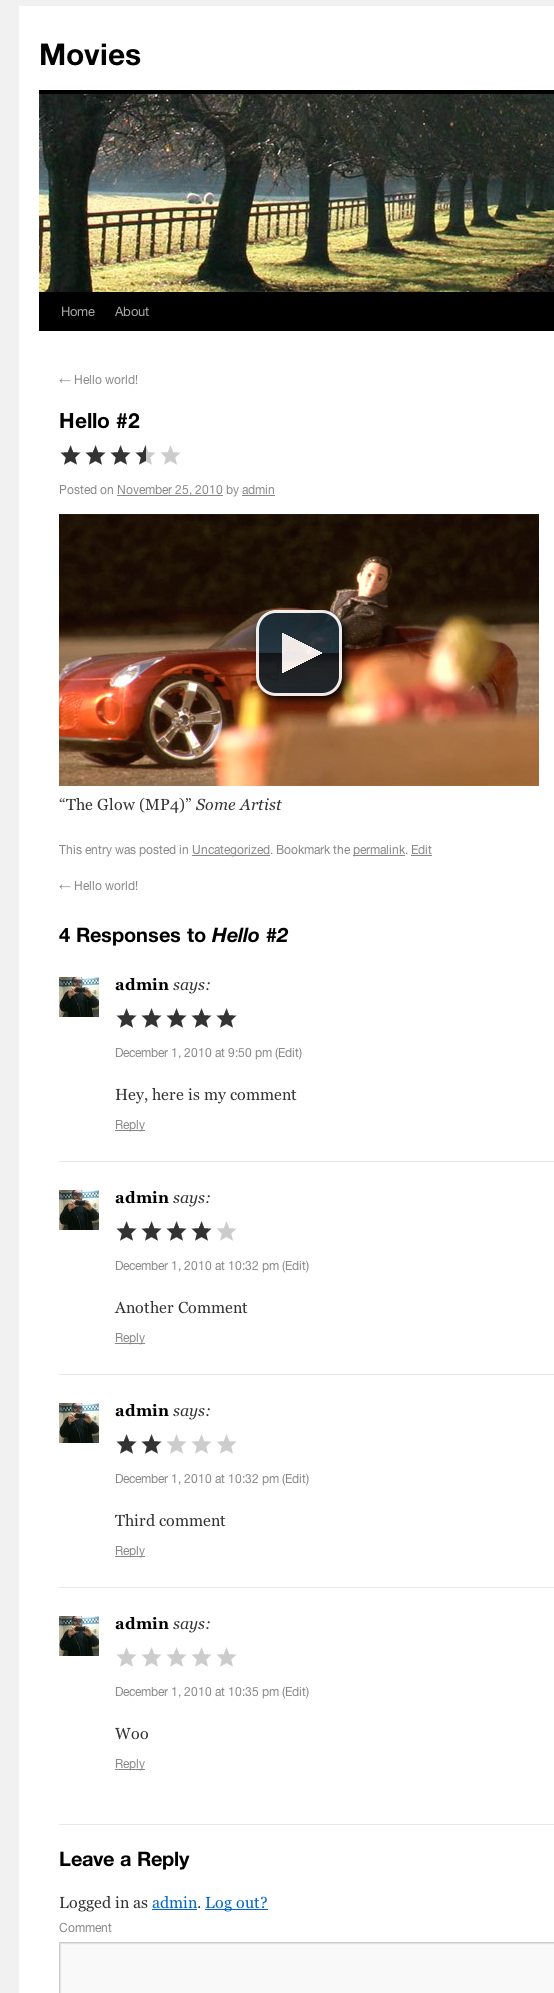 Movies
Home About
← Hello world!
Hello #2
Posted on November 25, 2010 by admin
“The Glow (MP4)” Some Artist
This entry was posted in Uncategorized. Bookmark the permalink. Edit
← Hello world!
4 Responses to Hello #2
admin says:
December 1, 2010 at 9:50 pm (Edit)
Hey, here is my comment
Reply
admin says:
December 1, 2010 at 10:32 pm (Edit)
Another Comment
Reply
admin says:
December 1, 2010 at 10:32 pm (Edit)
Third comment
Reply
admin says:
December 1, 2010 at 10:35 pm (Edit)
Woo
Reply
Leave a Reply
Logged in as admin. Log out?
Comment